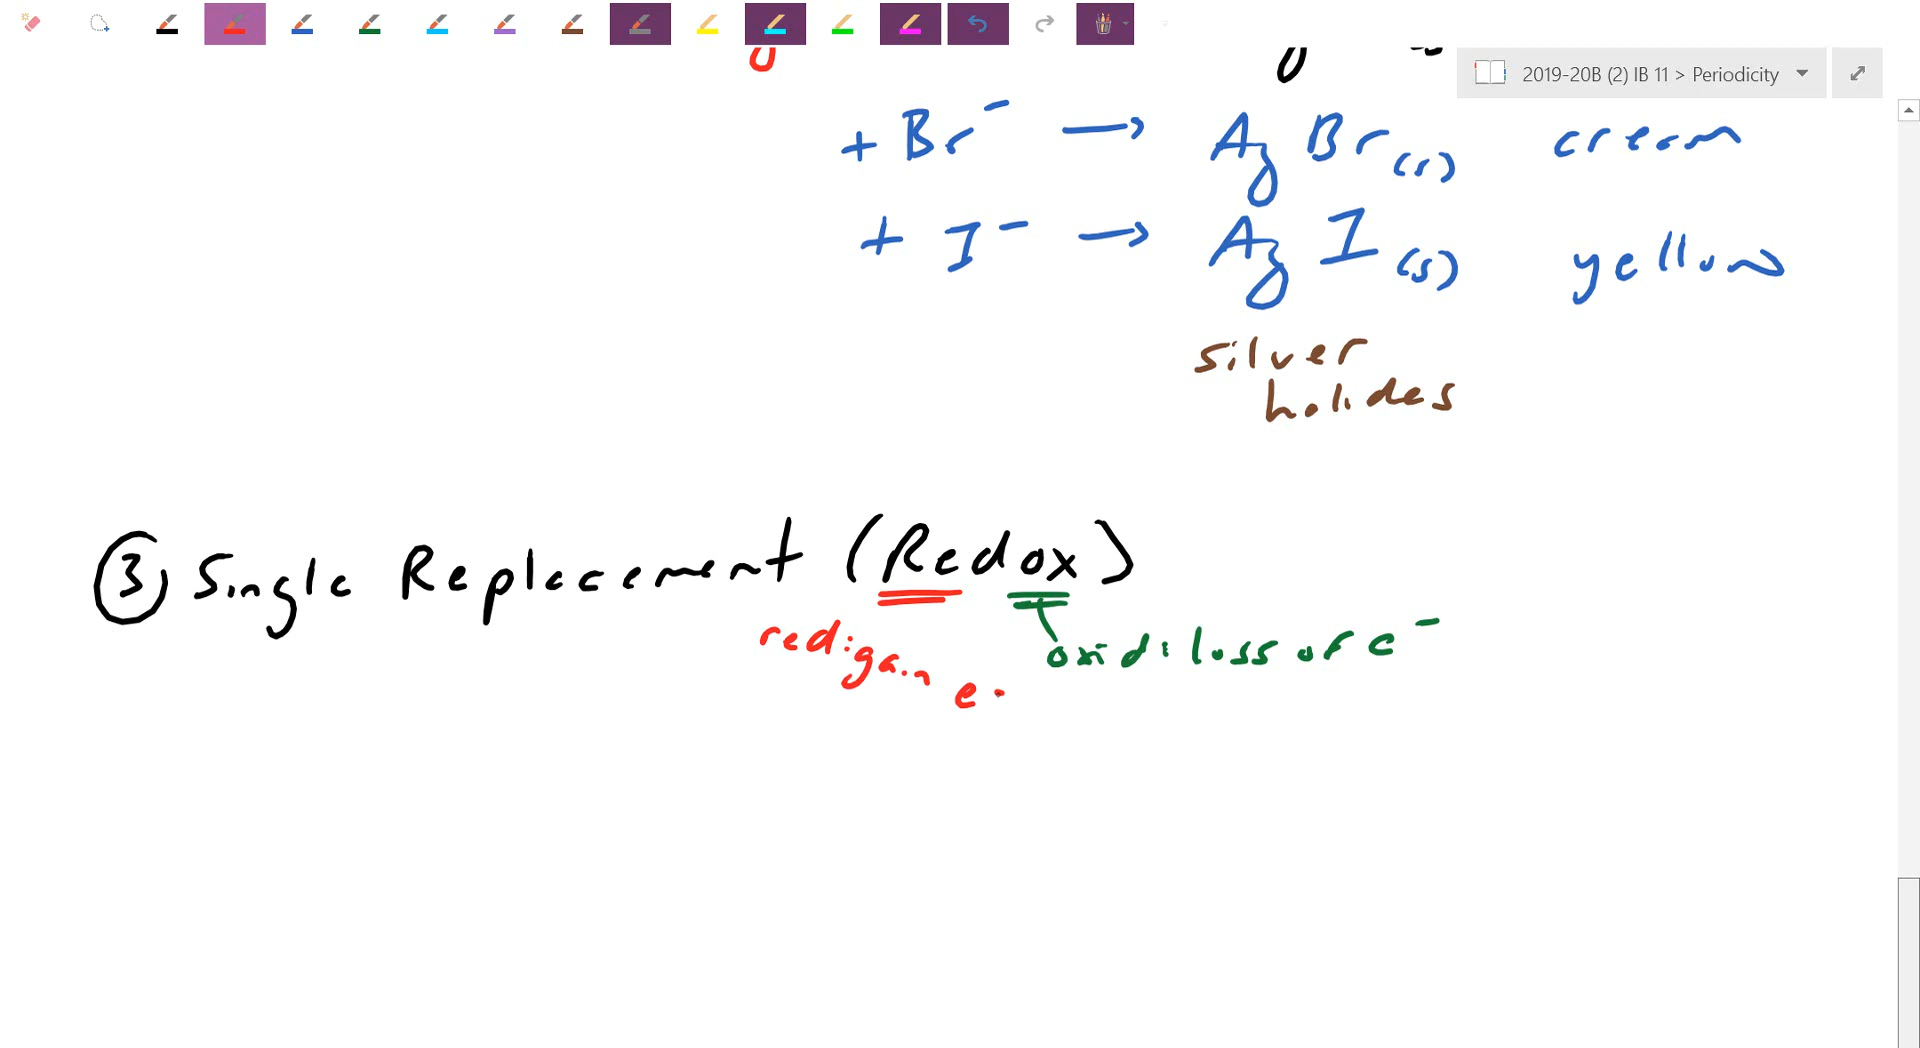 2019-20B (2) IB 11 > Periodicity
+ Br⁻ → AgBr(s) cream
+ I⁻ → AgI(s) yellow
silver
halides
③ Single Replacement (Redox)
red: gain e-
oxid: loss of e⁻